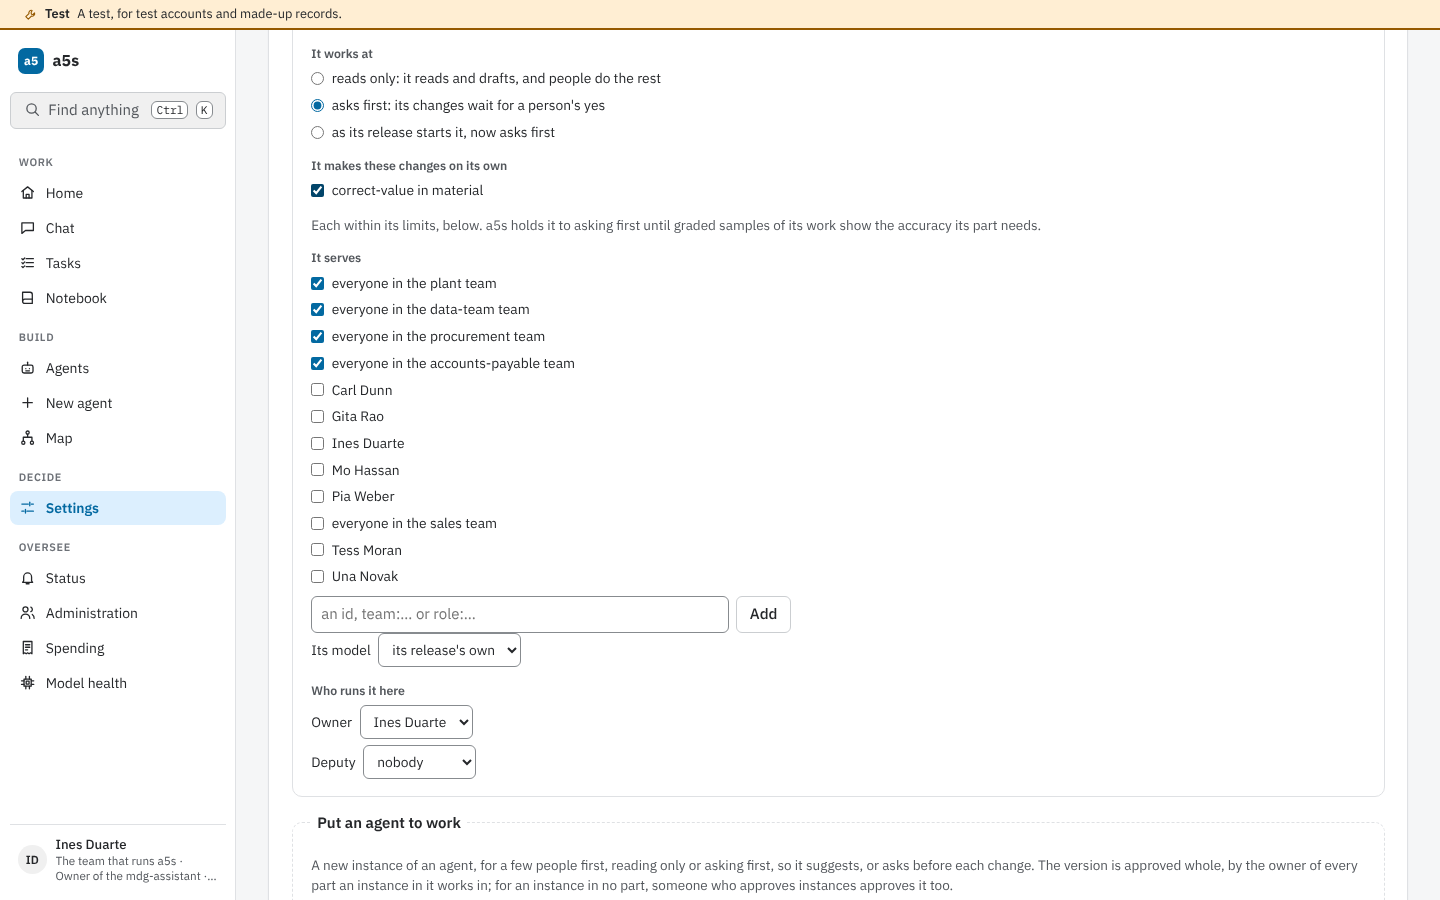 Test A test, for test accounts and made-up records.
a5 a5s
Find anything Ctrl K
WORK
Home
Chat
Tasks
Notebook
BUILD
Agents
New agent
Map
DECIDE
Settings
OVERSEE
Status
Administration
Spending
Model health
ID Ines Duarte
The team that runs a5s ·
Owner of the mdg-assistant ·...
It works at
reads only: it reads and drafts, and people do the rest
asks first: its changes wait for a person's yes
as its release starts it, now asks first
It makes these changes on its own
correct-value in material
Each within its limits, below. a5s holds it to asking first until graded samples of its work show the accuracy its part needs.
It serves
everyone in the plant team
everyone in the data-team team
everyone in the procurement team
everyone in the accounts-payable team
Carl Dunn
Gita Rao
Ines Duarte
Mo Hassan
Pia Weber
everyone in the sales team
Tess Moran
Una Novak
an id, team:... or role:... Add
Its model its release's own
Who runs it here
Owner Ines Duarte
Deputy nobody
Put an agent to work
A new instance of an agent, for a few people first, reading only or asking first, so it suggests, or asks before each change. The version is approved whole, by the owner of every
part an instance in it works in; for an instance in no part, someone who approves instances approves it too.